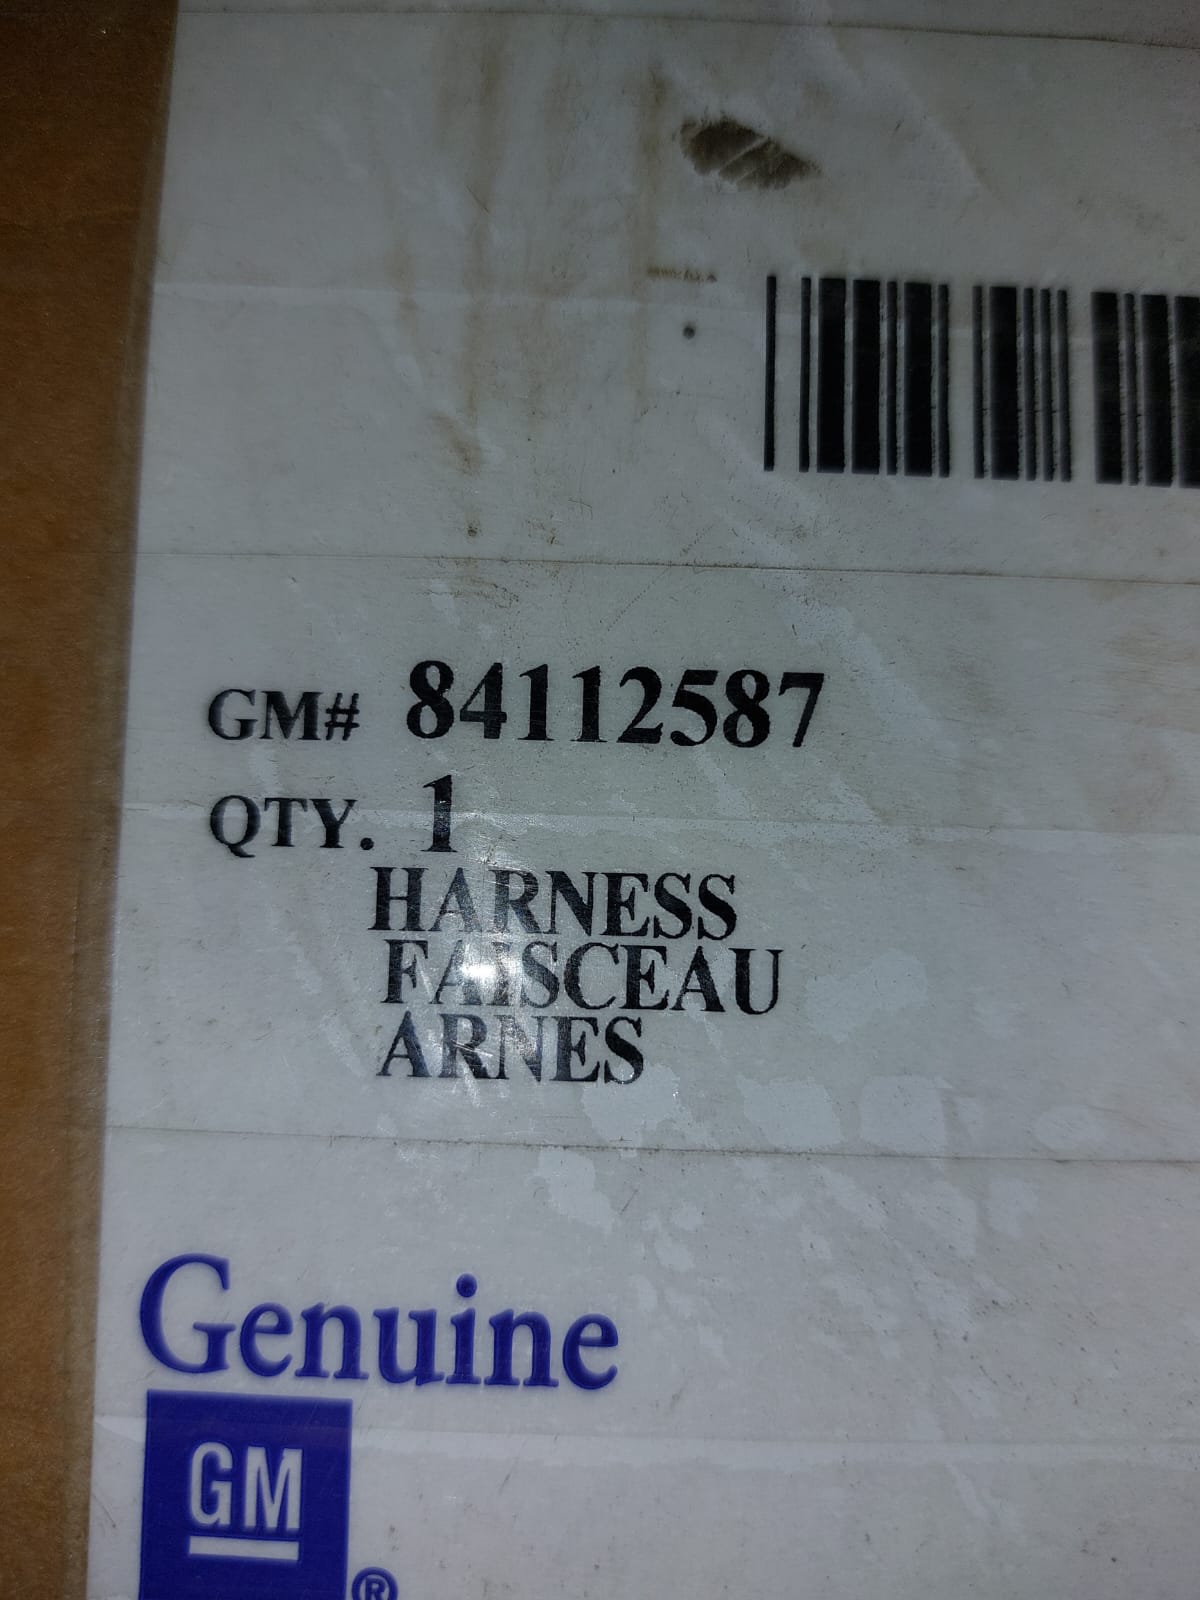 GM# 84112587
QTY. 1
HARNESS
FAISCEAU
ARNES
Genuine
GM
®